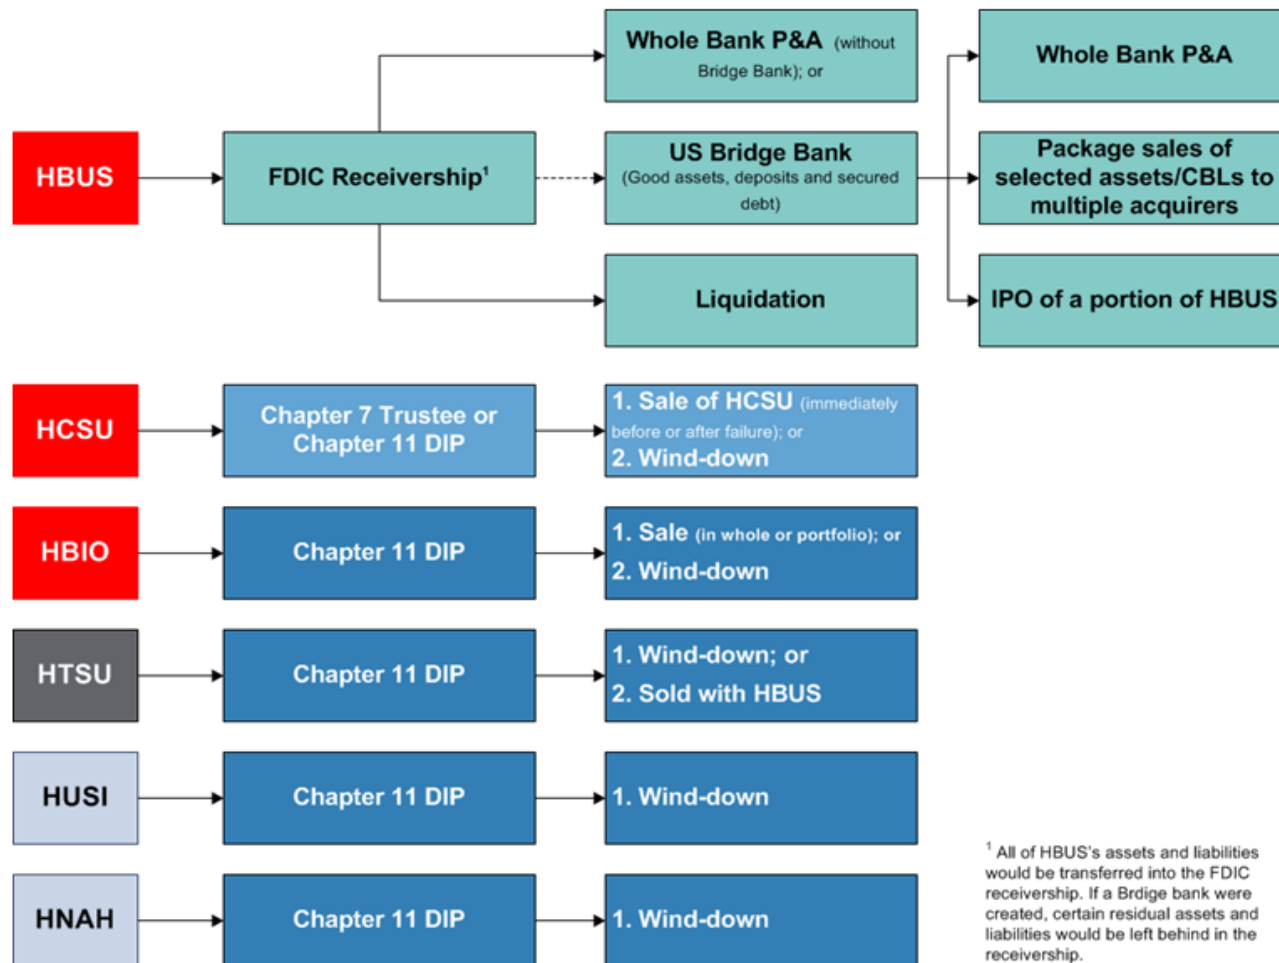 Whole Bank P&A (without
Bridge Bank); or
Whole Bank P&A
HBUS
FDIC Receivership¹
US Bridge Bank
(Good assets, deposits and secured
debt)
Package sales of
selected assets/CBLs to
multiple acquirers
Liquidation
IPO of a portion of HBUS
HCSU
Chapter 7 Trustee or
Chapter 11 DIP
1. Sale of HCSU (immediately
before or after failure); or
2. Wind-down
HBIO
Chapter 11 DIP
1. Sale (in whole or portfolio); or
2. Wind-down
HTSU
Chapter 11 DIP
1. Wind-down; or
2. Sold with HBUS
HUSI
Chapter 11 DIP
1. Wind-down
HNAH
Chapter 11 DIP
1. Wind-down
¹ All of HBUS's assets and liabilities
would be transferred into the FDIC
receivership. If a Brdige bank were
created, certain residual assets and
liabilities would be left behind in the
receivership.